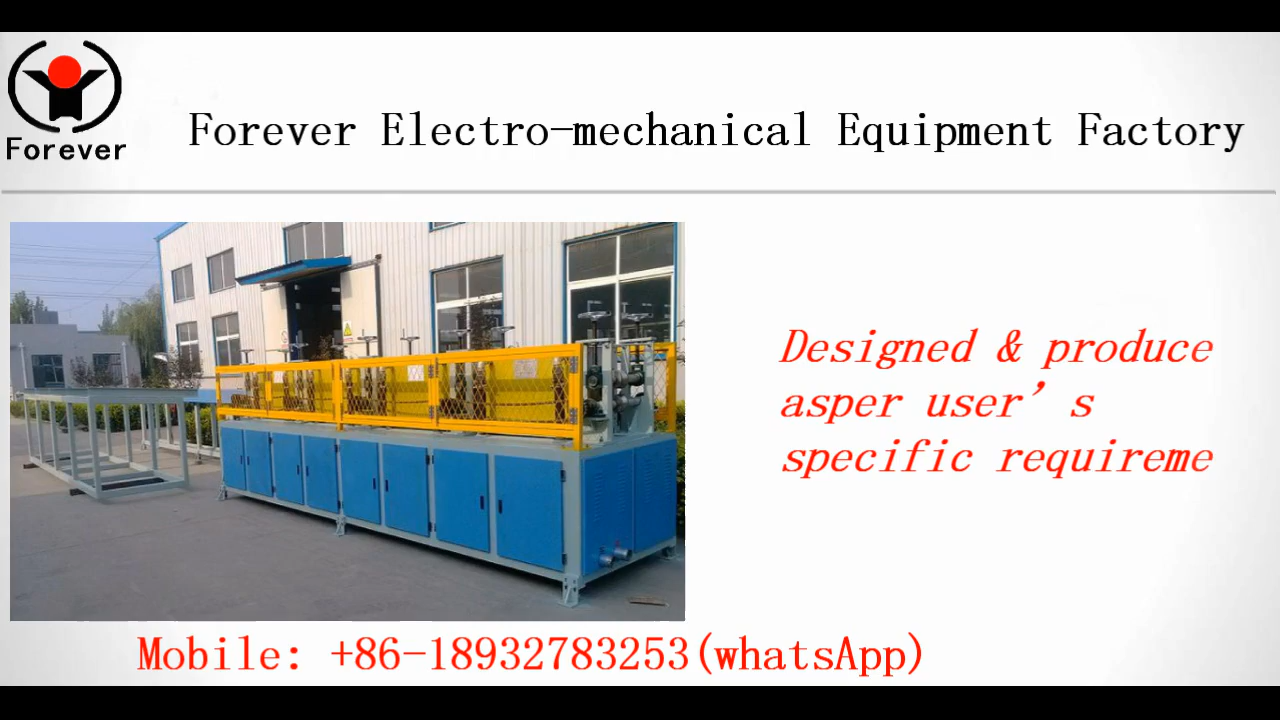 Forever
Forever Electro-mechanical Equipment Factory
Designed & produce
asper user’s
specific requireme
Mobile: +86-18932783253(whatsApp)